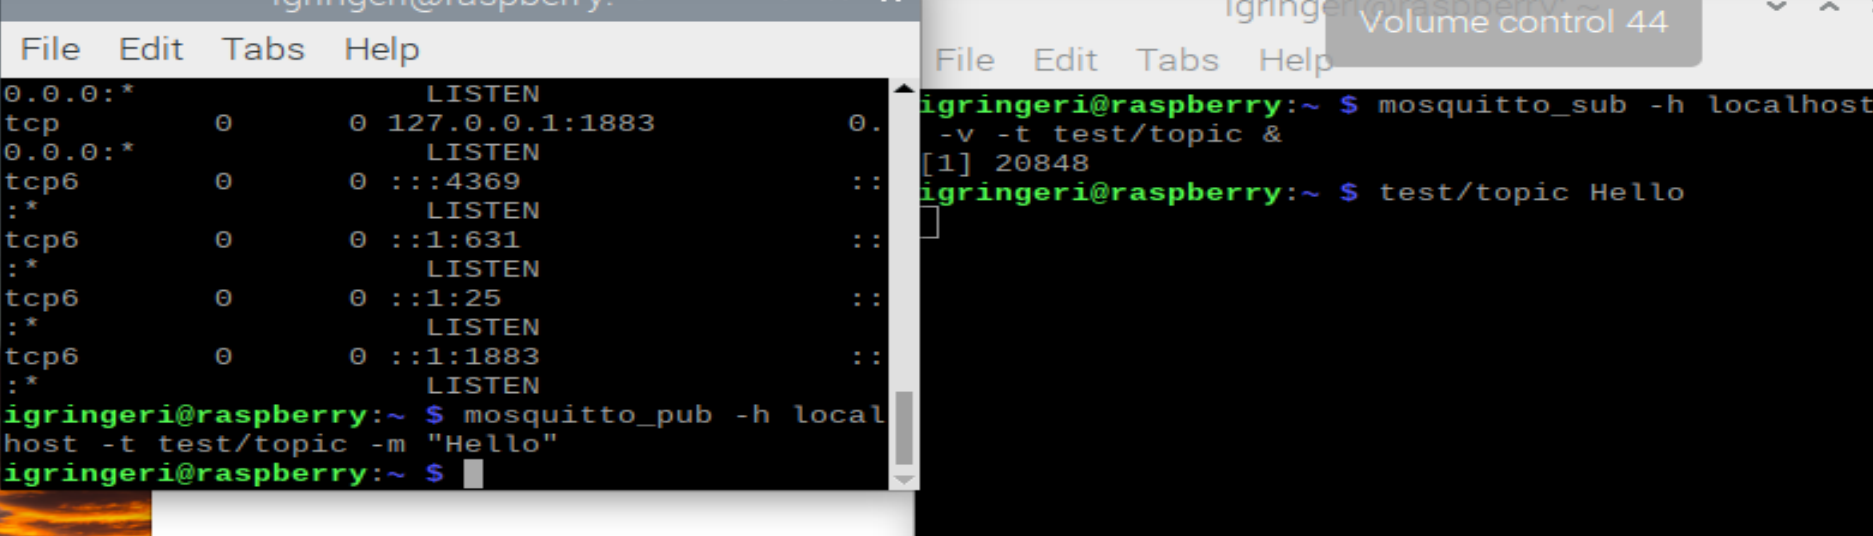 igringeri@raspberry:
File Edit Tabs Help
0.0.0:* LISTEN
tcp 0 0 127.0.0.1:1883 0.
0.0.0:* LISTEN
tcp6 0 0 :::4369 ::
:* LISTEN
tcp6 0 0 ::1:631 ::
:* LISTEN
tcp6 0 0 ::1:25 ::
:* LISTEN
tcp6 0 0 ::1:1883 ::
:* LISTEN
igringeri@raspberry:~ $ mosquitto_pub -h local
host -t test/topic -m "Hello"
igringeri@raspberry:~ $
igringeri@raspberry: ~
Volume control 44
File Edit Tabs Help
igringeri@raspberry:~ $ mosquitto_sub -h localhost
-v -t test/topic &
[1] 20848
igringeri@raspberry:~ $ test/topic Hello